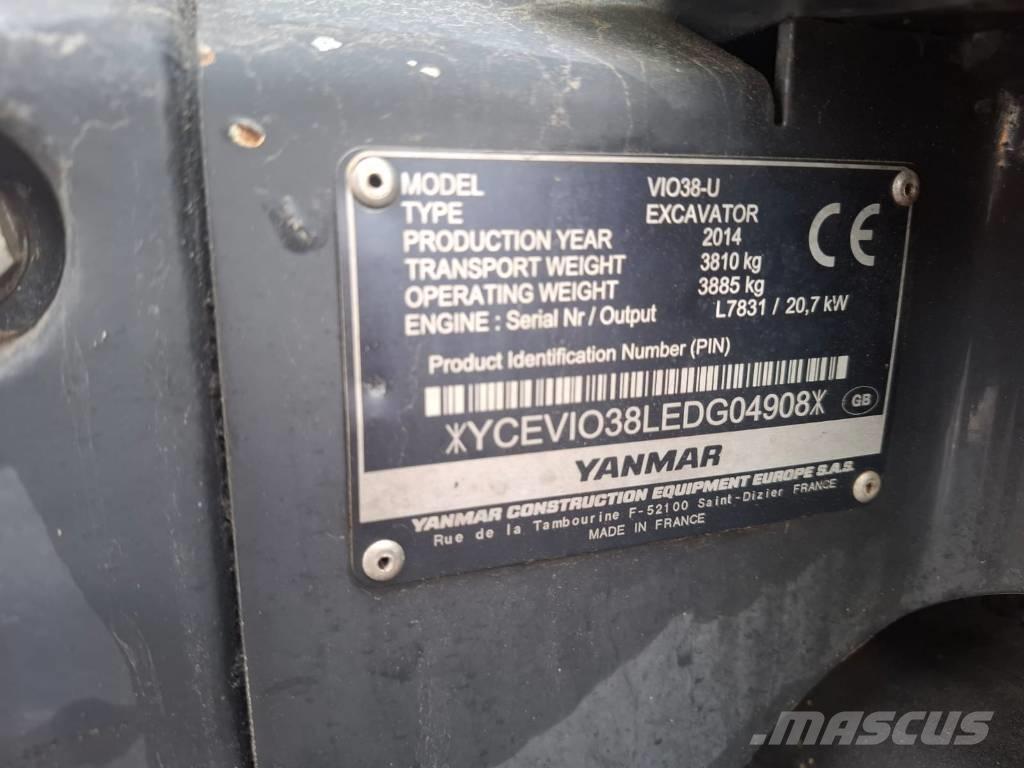 MODEL VIO38-U
TYPE EXCAVATOR
PRODUCTION YEAR 2014
TRANSPORT WEIGHT 3810 kg
OPERATING WEIGHT 3885 kg
ENGINE : Serial Nr / Output L7831 / 20,7 kW
CE
Product Identification Number (PIN)
*YCEVIO38LEDG04908*
GB
YANMAR
YANMAR CONSTRUCTION EQUIPMENT EUROPE S.A.S.
Rue de la Tambourine F-52100 Saint-Dizier FRANCE
MADE IN FRANCE
MASCUS